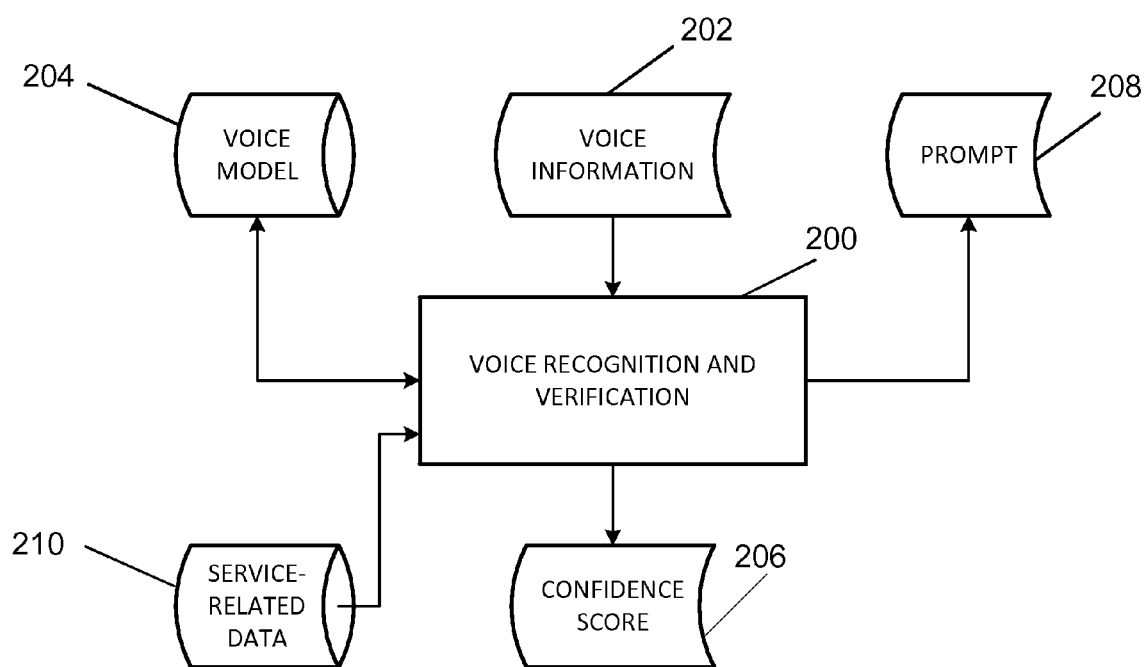 202
204
208
VOICE
MODEL
VOICE
INFORMATION
PROMPT
200
VOICE RECOGNITION AND
VERIFICATION
210
SERVICE-
RELATED
DATA
CONFIDENCE
SCORE
206